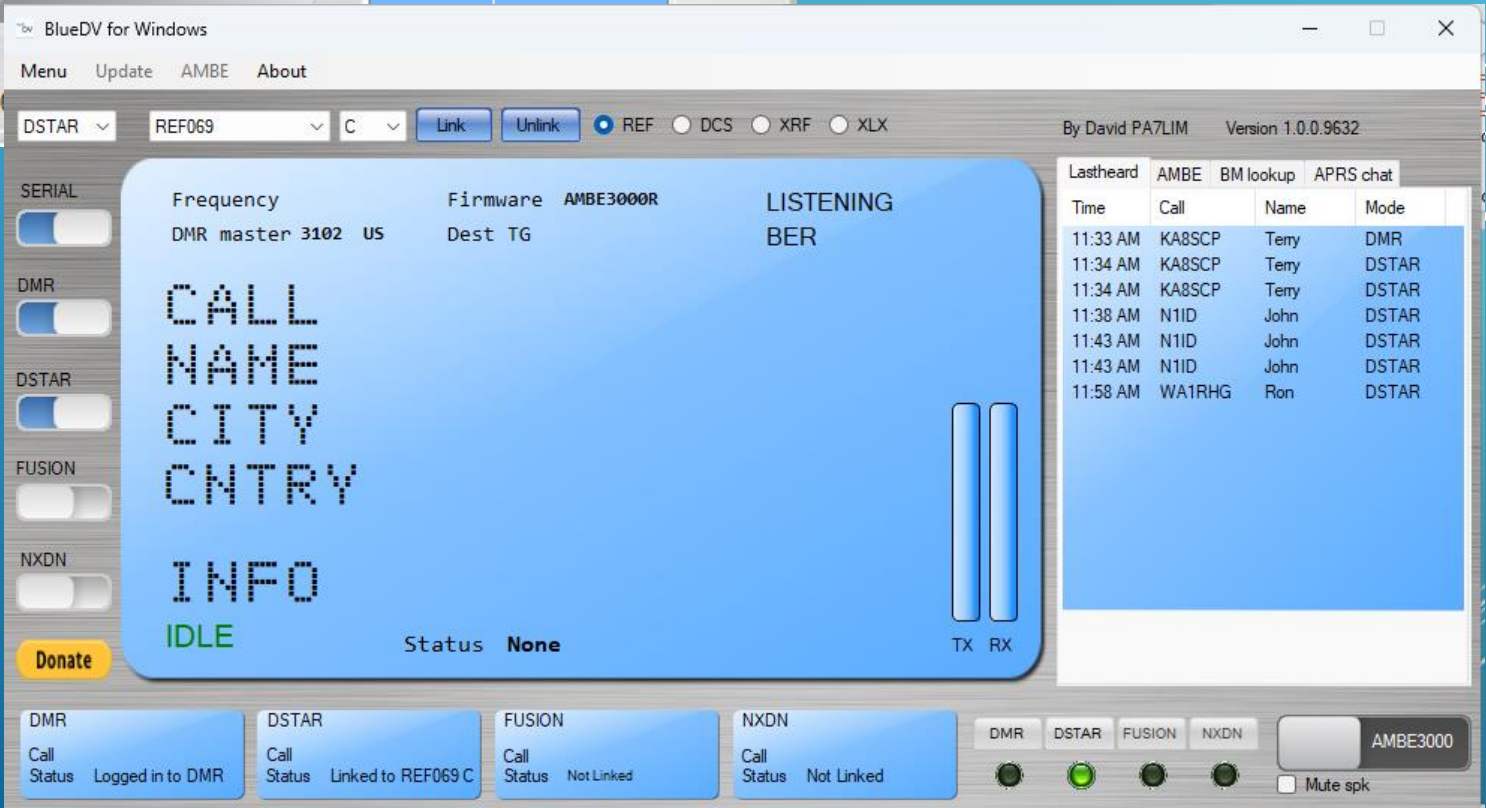 BlueDV for Windows
Menu Update AMBE About
DSTAR REF069 C Link Unlink REF DCS XRF XLX By David PA7LIM Version 1.0.0.9632
SERIAL
DMR
DSTAR
FUSION
NXDN
Donate
Frequency Firmware AMBE3000R LISTENING
DMR master 3102 US Dest TG BER
CALL
NAME
CITY
CNTRY
INFO
IDLE Status None TX RX
Lastheard AMBE BM lookup APRS chat
Time Call Name Mode
11:33 AM KA8SCP Terry DMR
11:34 AM KA8SCP Terry DSTAR
11:34 AM KA8SCP Terry DSTAR
11:38 AM N1ID John DSTAR
11:43 AM N1ID John DSTAR
11:43 AM N1ID John DSTAR
11:58 AM WA1RHG Ron DSTAR
DMR
Call
Status Logged in to DMR
DSTAR
Call
Status Linked to REF069 C
FUSION
Call
Status Not Linked
NXDN
Call
Status Not Linked
DMR DSTAR FUSION NXDN
AMBE3000
Mute spk